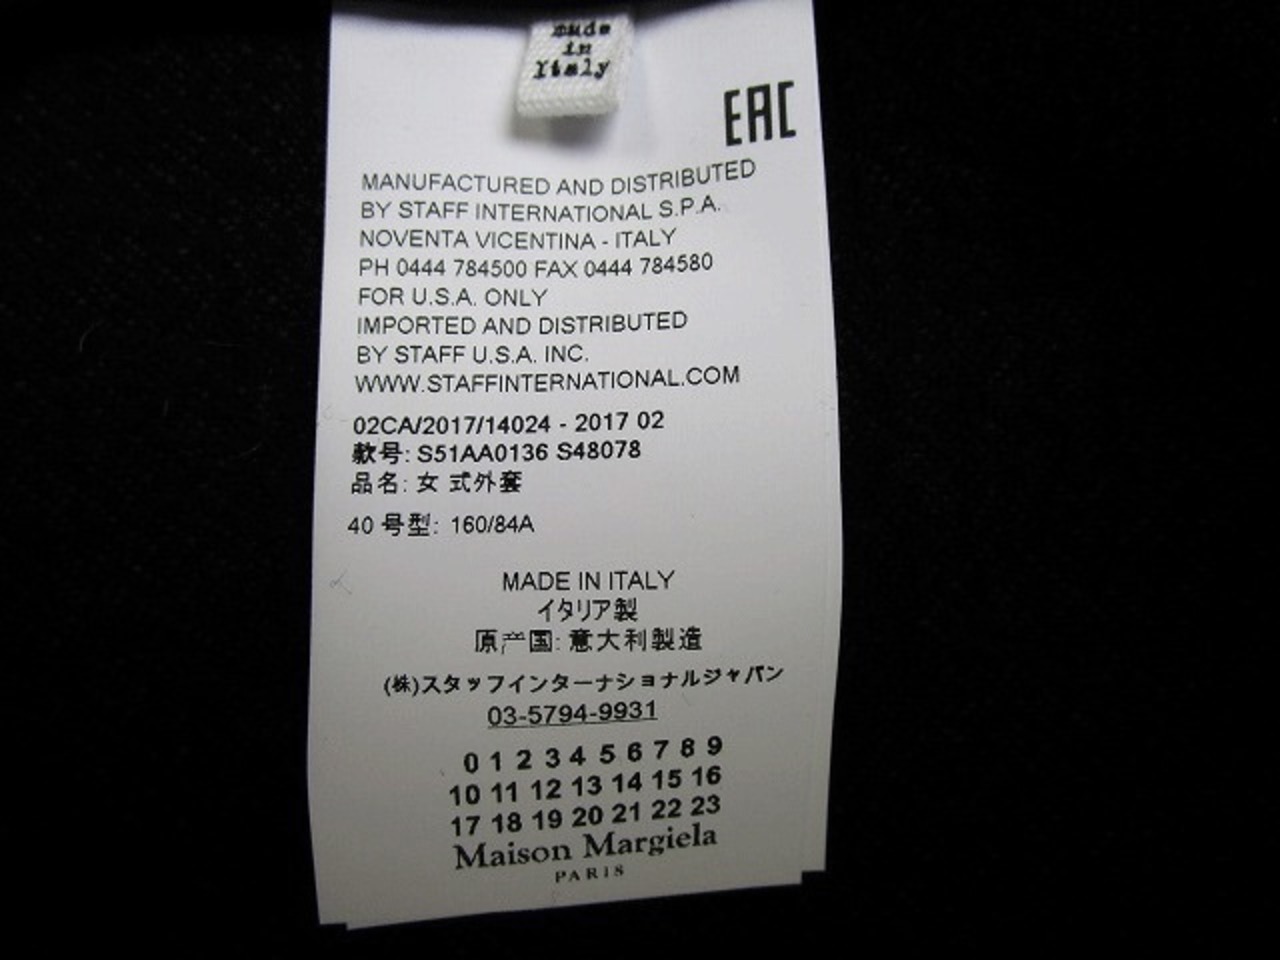 made
in
Italy
EAC
MANUFACTURED AND DISTRIBUTED
BY STAFF INTERNATIONAL S.P.A.
NOVENTA VICENTINA - ITALY
PH 0444 784500 FAX 0444 784580
FOR U.S.A. ONLY
IMPORTED AND DISTRIBUTED
BY STAFF U.S.A. INC.
WWW.STAFFINTERNATIONAL.COM
02CA/2017/14024 - 2017 02
款号: S51AA0136 S48078
品名: 女 式外套
40 号型: 160/84A
MADE IN ITALY
イタリア製
原产国: 意大利製造
(株)スタッフインターナショナルジャパン
03-5794-9931
0 1 2 3 4 5 6 7 8 9
10 11 12 13 14 15 16
17 18 19 20 21 22 23
Maison Margiela
PARIS